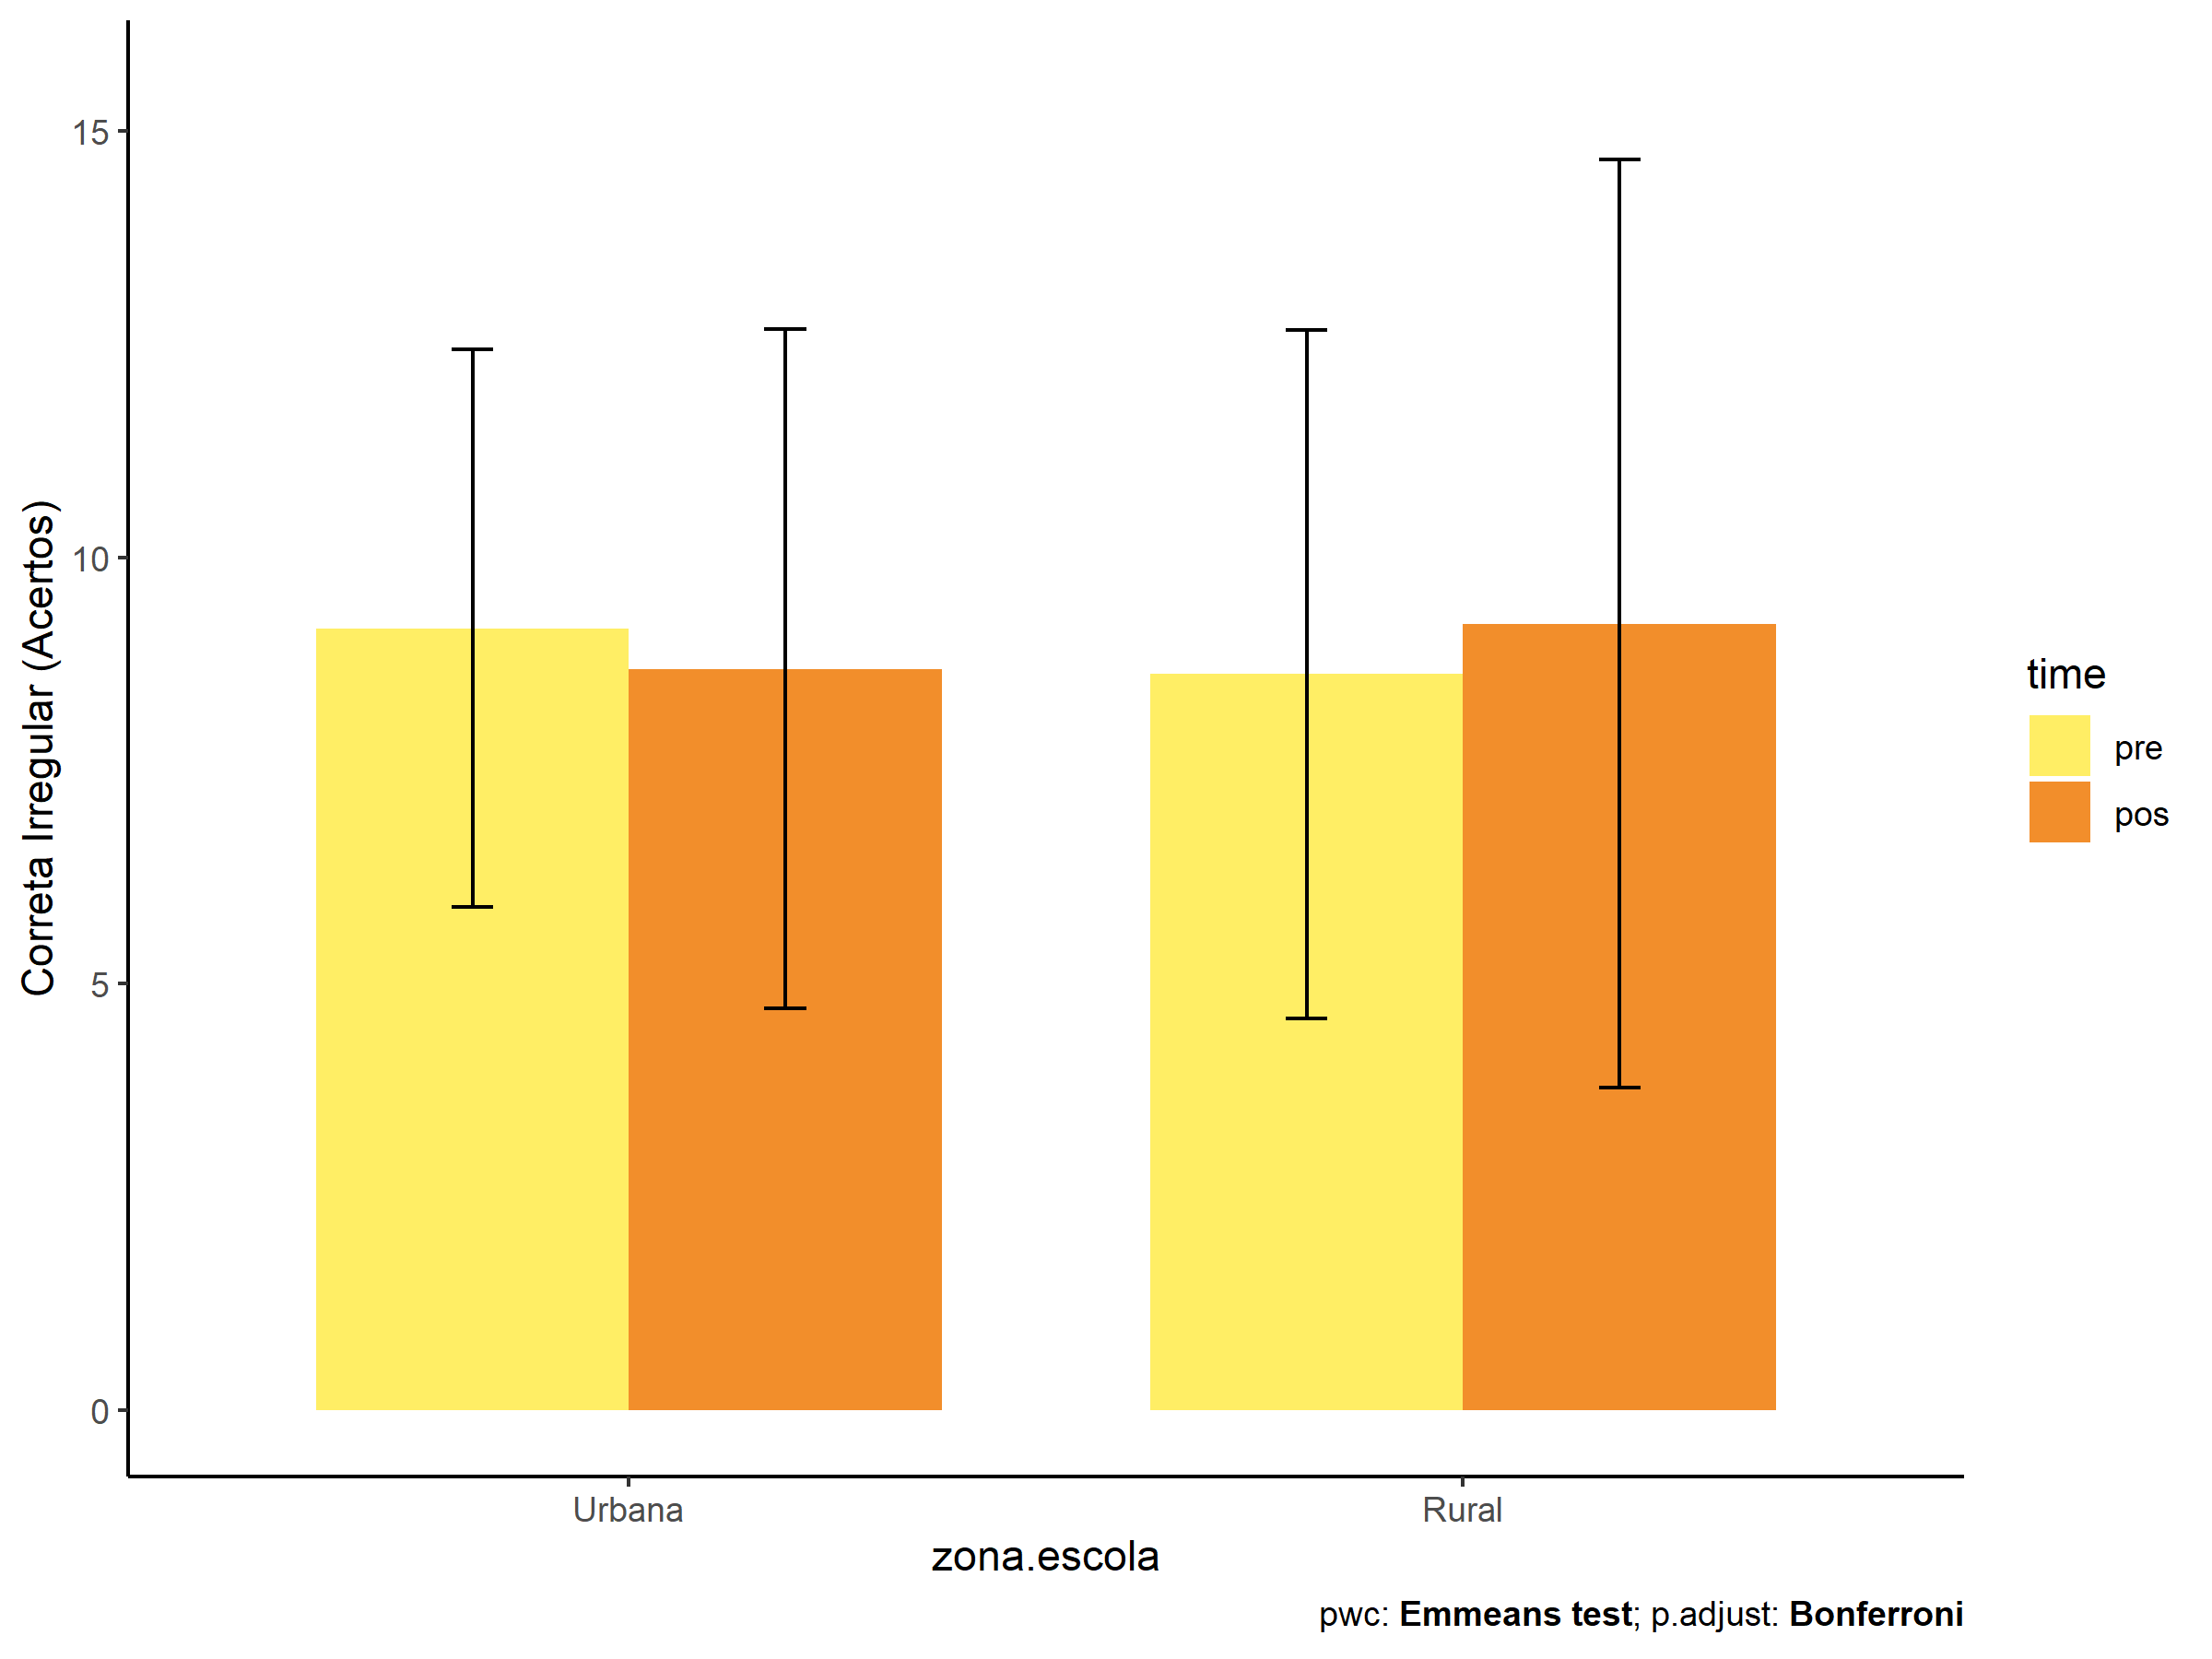 Correta Irregular (Acertos)
15
10
5
0
Urbana
Rural
zona.escola
time
pre
pos
pwc: Emmeans test; p.adjust: Bonferroni